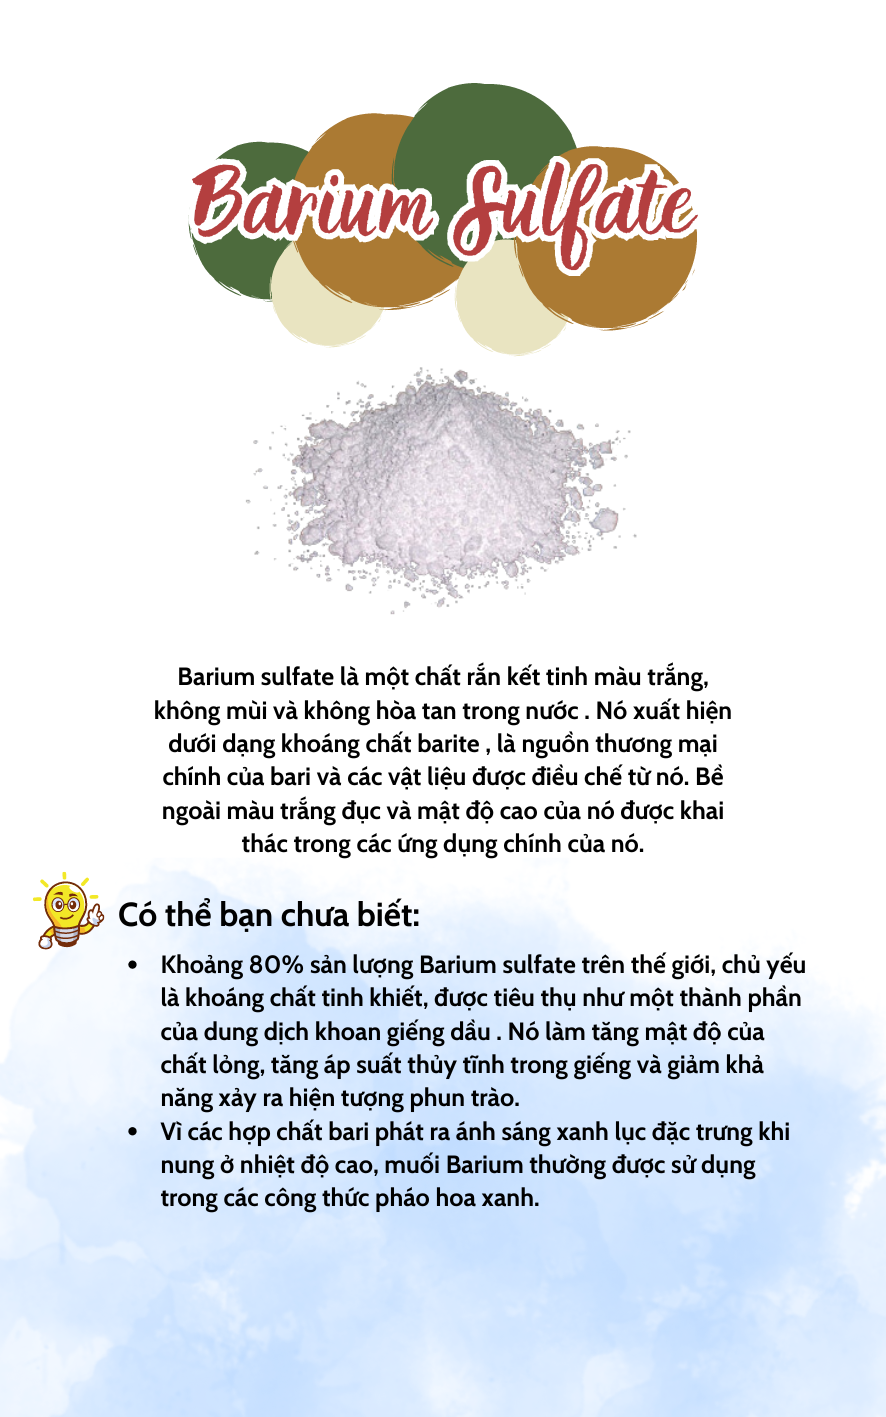 Barium Sulfate
Barium sulfate là một chất rắn kết tinh màu trắng,
không mùi và không hòa tan trong nước . Nó xuất hiện
dưới dạng khoáng chất barite , là nguồn thương mại
chính của bari và các vật liệu được điều chế từ nó. Bề
ngoài màu trắng đục và mật độ cao của nó được khai
thác trong các ứng dụng chính của nó.
Có thể bạn chưa biết:
• Khoảng 80% sản lượng Barium sulfate trên thế giới, chủ yếu
là khoáng chất tinh khiết, được tiêu thụ như một thành phần
của dung dịch khoan giếng dầu . Nó làm tăng mật độ của
chất lỏng, tăng áp suất thủy tĩnh trong giếng và giảm khả
năng xảy ra hiện tượng phun trào.
• Vì các hợp chất bari phát ra ánh sáng xanh lục đặc trưng khi
nung ở nhiệt độ cao, muối Barium thường được sử dụng
trong các công thức pháo hoa xanh.